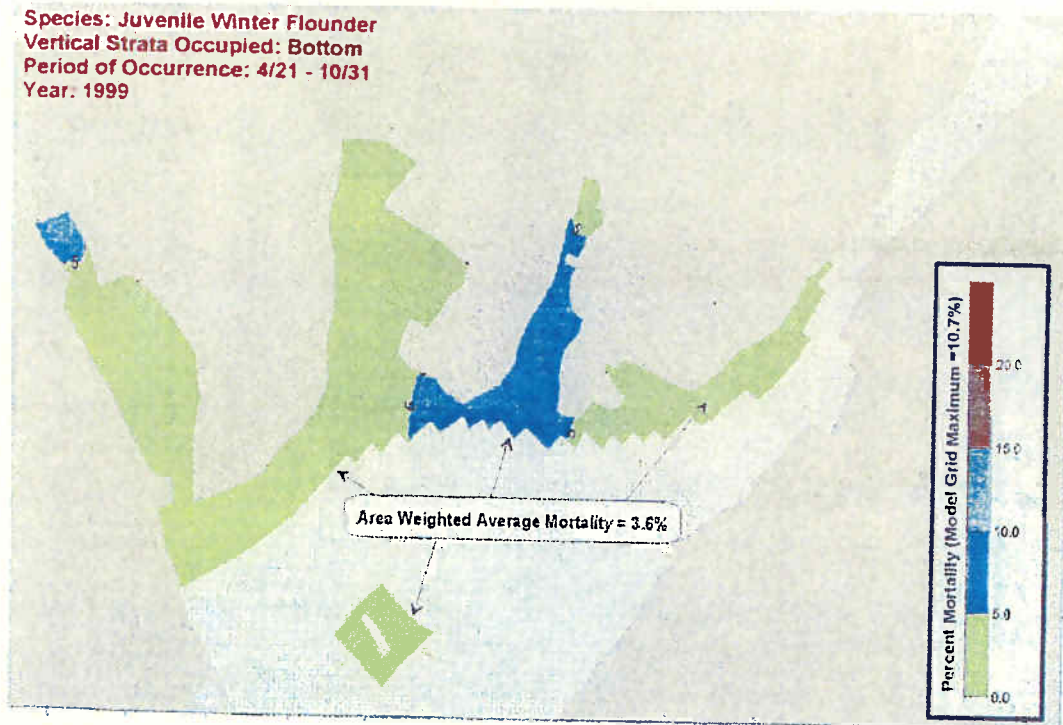 Species: Juvenile Winter Flounder
Vertical Strata Occupied: Bottom
Period of Occurrence: 4/21 - 10/31
Year: 1999
5
5
Area Weighted Average Mortality = 3.6%
Percent Mortality (Model Grid Maximum =10.7%)
20.0
15.0
10.0
5.0
0.0